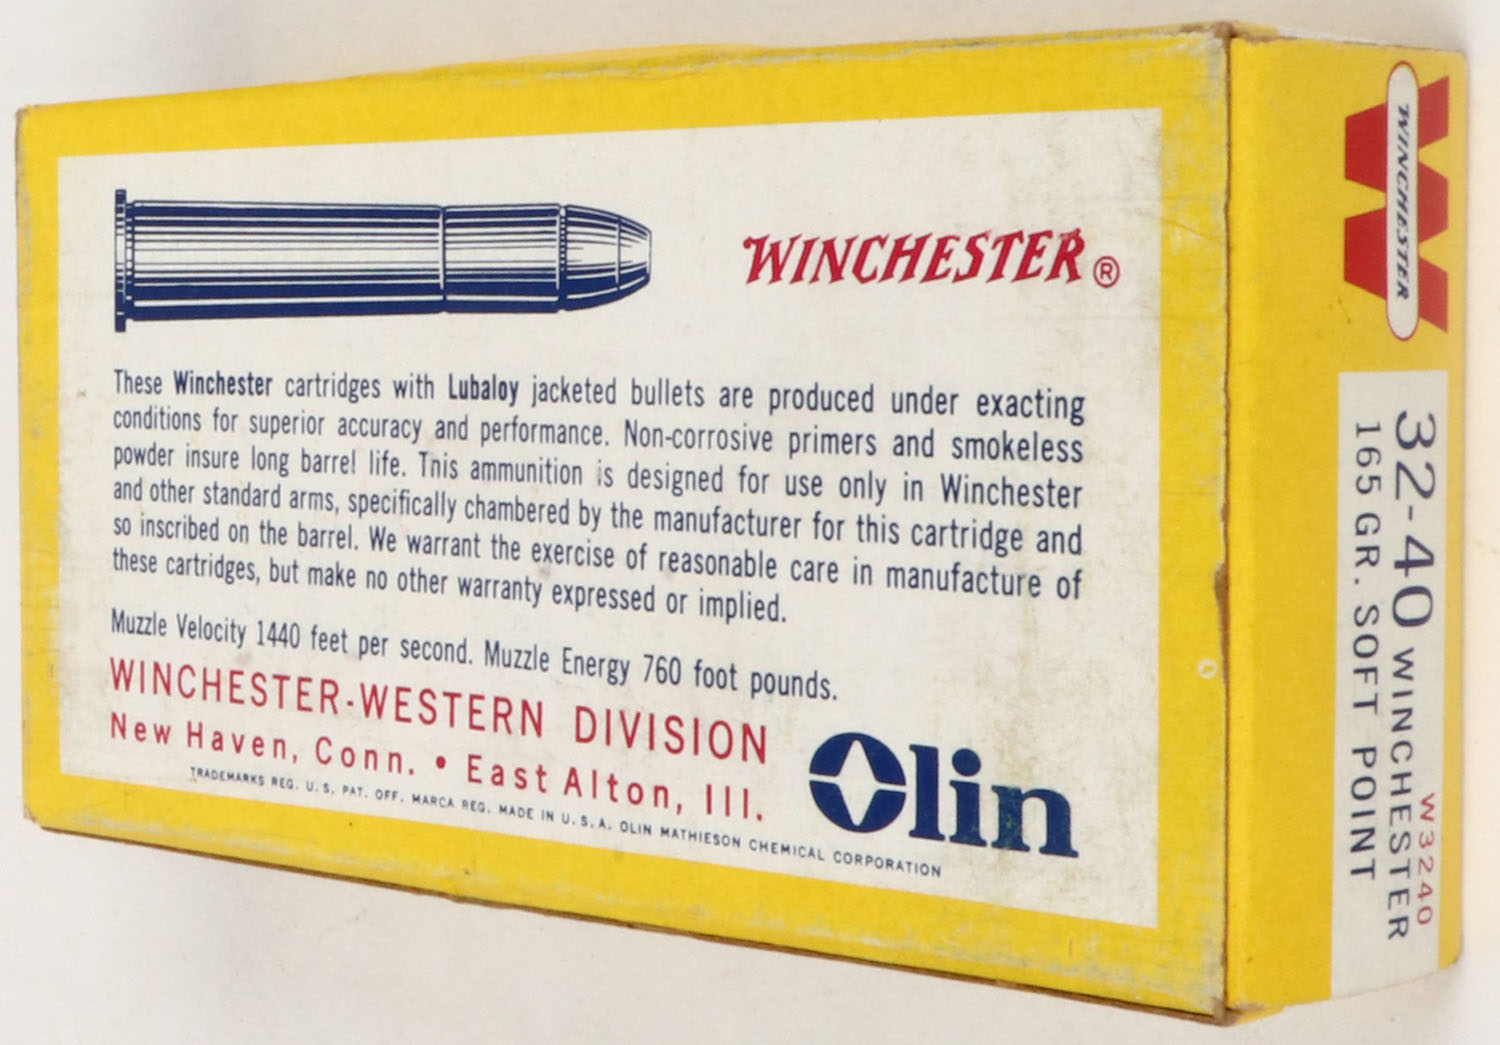 WINCHESTER®
These Winchester cartridges with Lubaloy jacketed bullets are produced under exacting
conditions for superior accuracy and performance. Non-corrosive primers and smokeless
powder insure long barrel life. This ammunition is designed for use only in Winchester
and other standard arms, specifically chambered by the manufacturer for this cartridge and
so inscribed on the barrel. We warrant the exercise of reasonable care in manufacture of
these cartridges, but make no other warranty expressed or implied.
Muzzle Velocity 1440 feet per second. Muzzle Energy 760 foot pounds.
WINCHESTER-WESTERN DIVISION
New Haven, Conn. • East Alton, Ill.
TRADEMARKS REG. U.S. PAT. OFF. MARCA REG. MADE IN U.S.A. OLIN MATHIESON CHEMICAL CORPORATION
Olin
W
WINCHESTER
W3240
32-40 WINCHESTER
165 GR. SOFT POINT